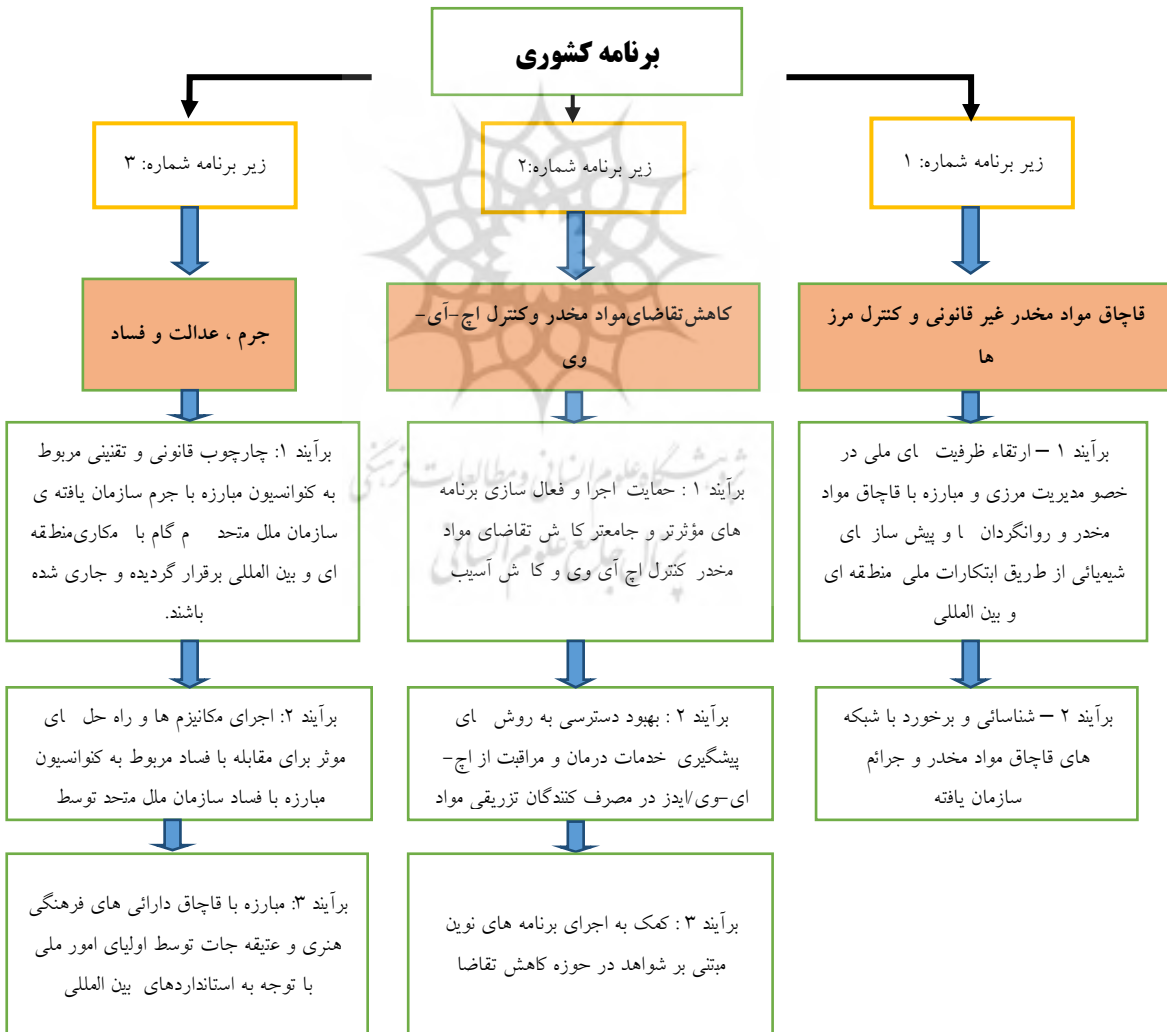 برنامه کشوری
زیر برنامه شماره: ۱
زیر برنامه شماره:۲
زیر برنامه شماره: ۳
قاچاق مواد مخدر غیر قانونی و کنترل مرز
ها
کاهش تقاضای مواد مخدر وکنترل اچ-آی-
وی
جرم ، عدالت و فساد
برآیند ۱ – ارتقاء ظرفیت ای ملی در
خصو مدیریت مرزی و مبارزه با قاچاق مواد
مخدر و روانگردان ا و پیش ساز ای
شیمیائی از طریق ابتکارات ملی منطقه ای
و بین المللی
برآیند ۲ – شناسائی و برخورد با شبکه
های قاچاق مواد مخدر و جرائم
سازمان یافته
برآیند ۱ : حمایت اجرا و فعال سازی برنامه
های مؤثرتر و جامعتر کا ش تقاضای مواد
مخدر کنترل اچ آی وی و کا ش آسیب
برآیند ۲ : بهبود دسترسی به روش ای
پیشگیری خدمات درمان و مراقبت از اچ-
ای-وی/ایدز در مصرف کنندگان تزریقی مواد
برآیند ۳ : کمک به اجرای برنامه های نوین
مبتنی بر شواهد در حوزه کاهش تقاضا
برآیند ۱: چارچوب قانونی و تقنینی مربوط
به کنوانسیون مبارزه با جرم سازمان یافته ی
سازمان ملل متحد م گام با مکاری منطقه
ای و بین المللی برقرار گردیده و جاری شده
باشند.
برآیند ۲: اجرای مکانیزم ها و راه حل ای
موثر برای مقابله با فساد مربوط به کنوانسیون
مبارزه با فساد سازمان ملل متحد توسط
برآیند ۳: مبارزه با قاچاق دارائی های فرهنگی
هنری و عتیقه جات توسط اولیای امور ملی
با توجه به استانداردهای بین المللی
پژوهشگاه علوم انسانی و مطالعات فرهنگی
پرتال جامع علوم انسانی